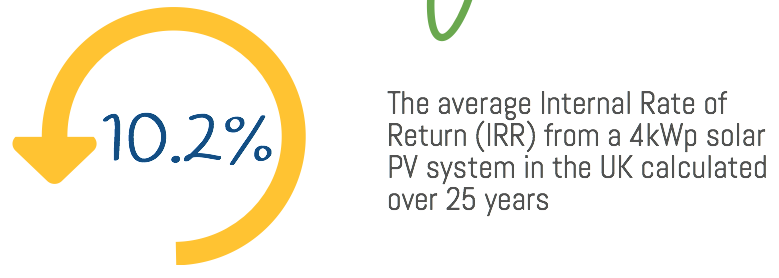 10.2%
The average Internal Rate of
Return (IRR) from a 4kWp solar
PV system in the UK calculated
over 25 years